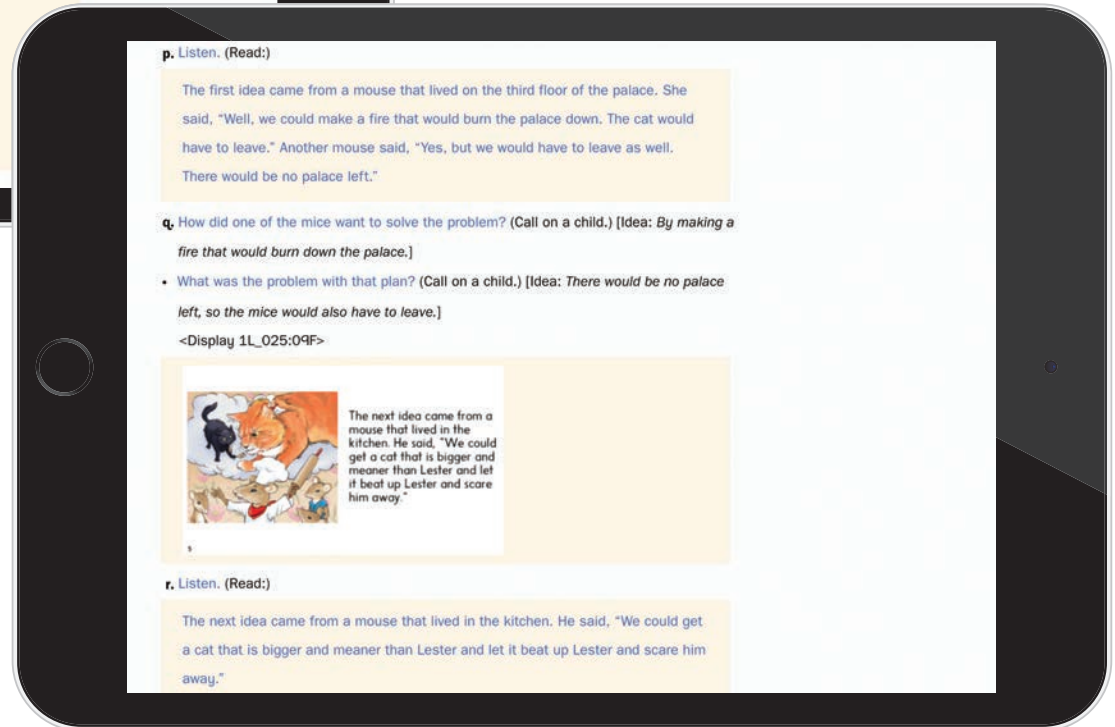 p. Listen. (Read:)
The first idea came from a mouse that lived on the third floor of the palace. She
said, “Well, we could make a fire that would burn the palace down. The cat would
have to leave.” Another mouse said, “Yes, but we would have to leave as well.
There would be no palace left.”
q. How did one of the mice want to solve the problem? (Call on a child.) [Idea: By making a
fire that would burn down the palace.]
• What was the problem with that plan? (Call on a child.) [Idea: There would be no palace
left, so the mice would also have to leave.]
<Display 1L_025:09F>
The next idea came from a
mouse that lived in the
kitchen. He said, “We could
get a cat that is bigger and
meaner than Lester and let
it beat up Lester and scare
him away.”
r. Listen. (Read:)
The next idea came from a mouse that lived in the kitchen. He said, “We could get
a cat that is bigger and meaner than Lester and let it beat up Lester and scare him
away.”